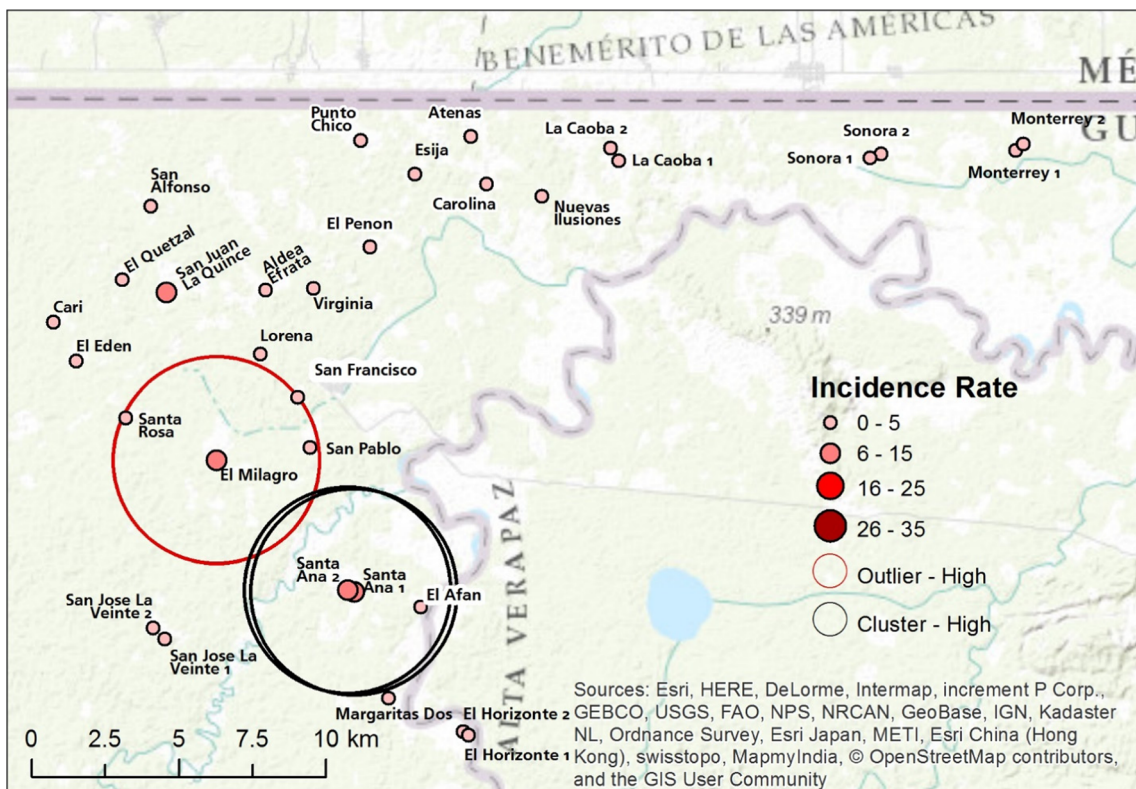 BENEMÉRITO DE LAS AMÉRICAS
MÉ
GU
Punto
Chico
Atenas
La Caoba 2
Sonora 2
Monterrey 2
Esija
La Caoba 1
Sonora 1
Monterrey 1
San
Alfonso
Carolina
Nuevas
Ilusiones
El Penon
El Quetzal
San Juan
La Quince
Aldea
Efrata
Virginia
Cari
339 m
El Eden
Lorena
San Francisco
Incidence Rate
0 - 5
6 - 15
16 - 25
26 - 35
Outlier - High
Cluster - High
Santa
Rosa
San Pablo
El Milagro
ALTA VERAPAZ
Santa
Ana 2
Santa
Ana 1
El Afan
San Jose La
Veinte 2
San Jose La
Veinte 1
Margaritas Dos
El Horizonte 2
El Horizonte 1
0 2.5 5 10 km
Sources: Esri, HERE, DeLorme, Intermap, increment P Corp.,
GEBCO, USGS, FAO, NPS, NRCAN, GeoBase, IGN, Kadaster
NL, Ordnance Survey, Esri Japan, METI, Esri China (Hong
Kong), swisstopo, MapmyIndia, © OpenStreetMap contributors,
and the GIS User Community